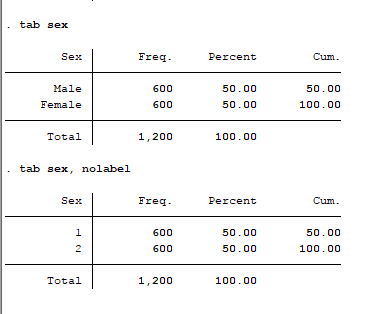 . tab sex
Sex Freq. Percent Cum.
Male 600 50.00 50.00
Female 600 50.00 100.00
Total 1,200 100.00
. tab sex, nolabel
Sex Freq. Percent Cum.
1 600 50.00 50.00
2 600 50.00 100.00
Total 1,200 100.00